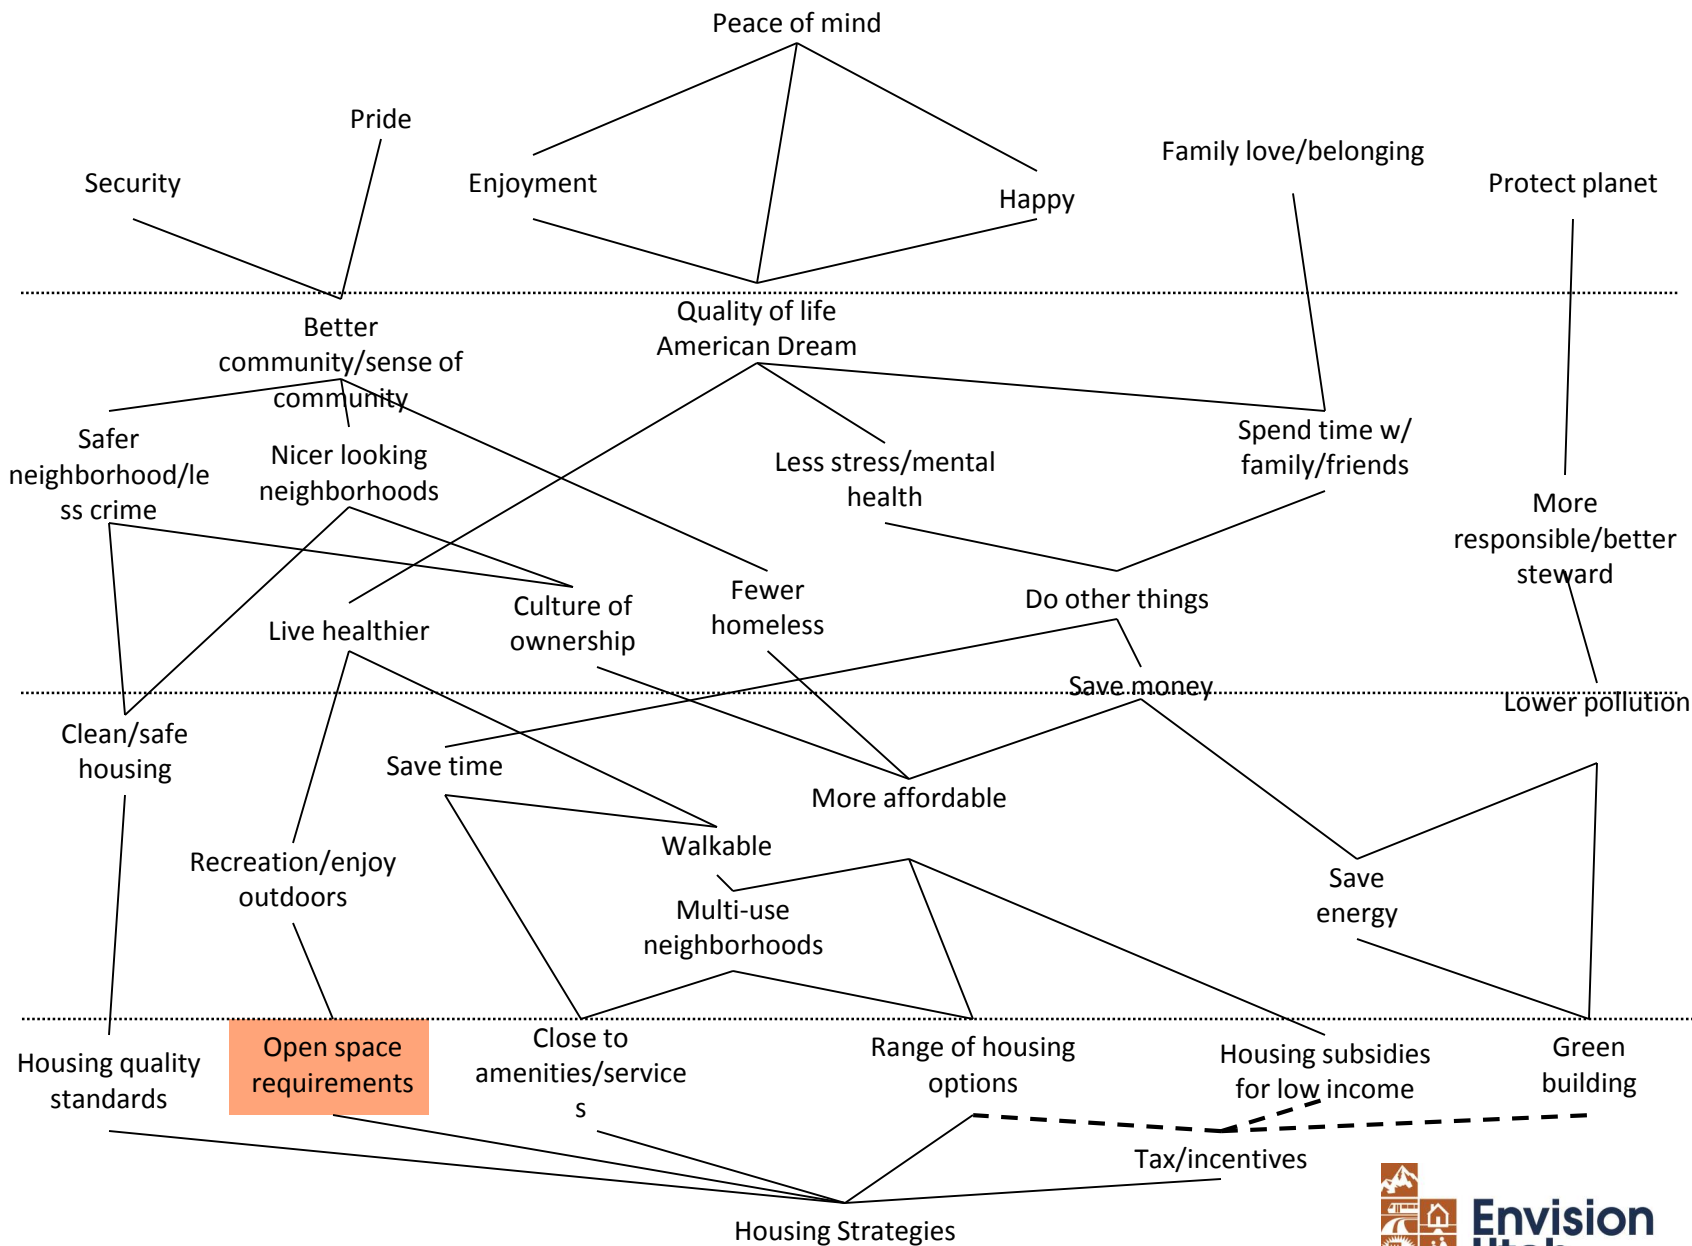 Peace of mind
Pride
Security
Enjoyment
Happy
Family love/belonging
Protect planet
Better
community/sense of
community
Quality of life
American Dream
Safer
neighborhood/le
ss crime
Nicer looking
neighborhoods
Less stress/mental
health
Spend time w/
family/friends
More
responsible/better
steward
Live healthier
Culture of
ownership
Fewer
homeless
Do other things
Save money
Lower pollution
Clean/safe
housing
Save time
More affordable
Recreation/enjoy
outdoors
Walkable
Multi-use
neighborhoods
Save
energy
Housing quality
standards
Open space
requirements
Close to
amenities/service
s
Range of housing
options
Housing subsidies
for low income
Green
building
Tax/incentives
Housing Strategies
Envision
Utah